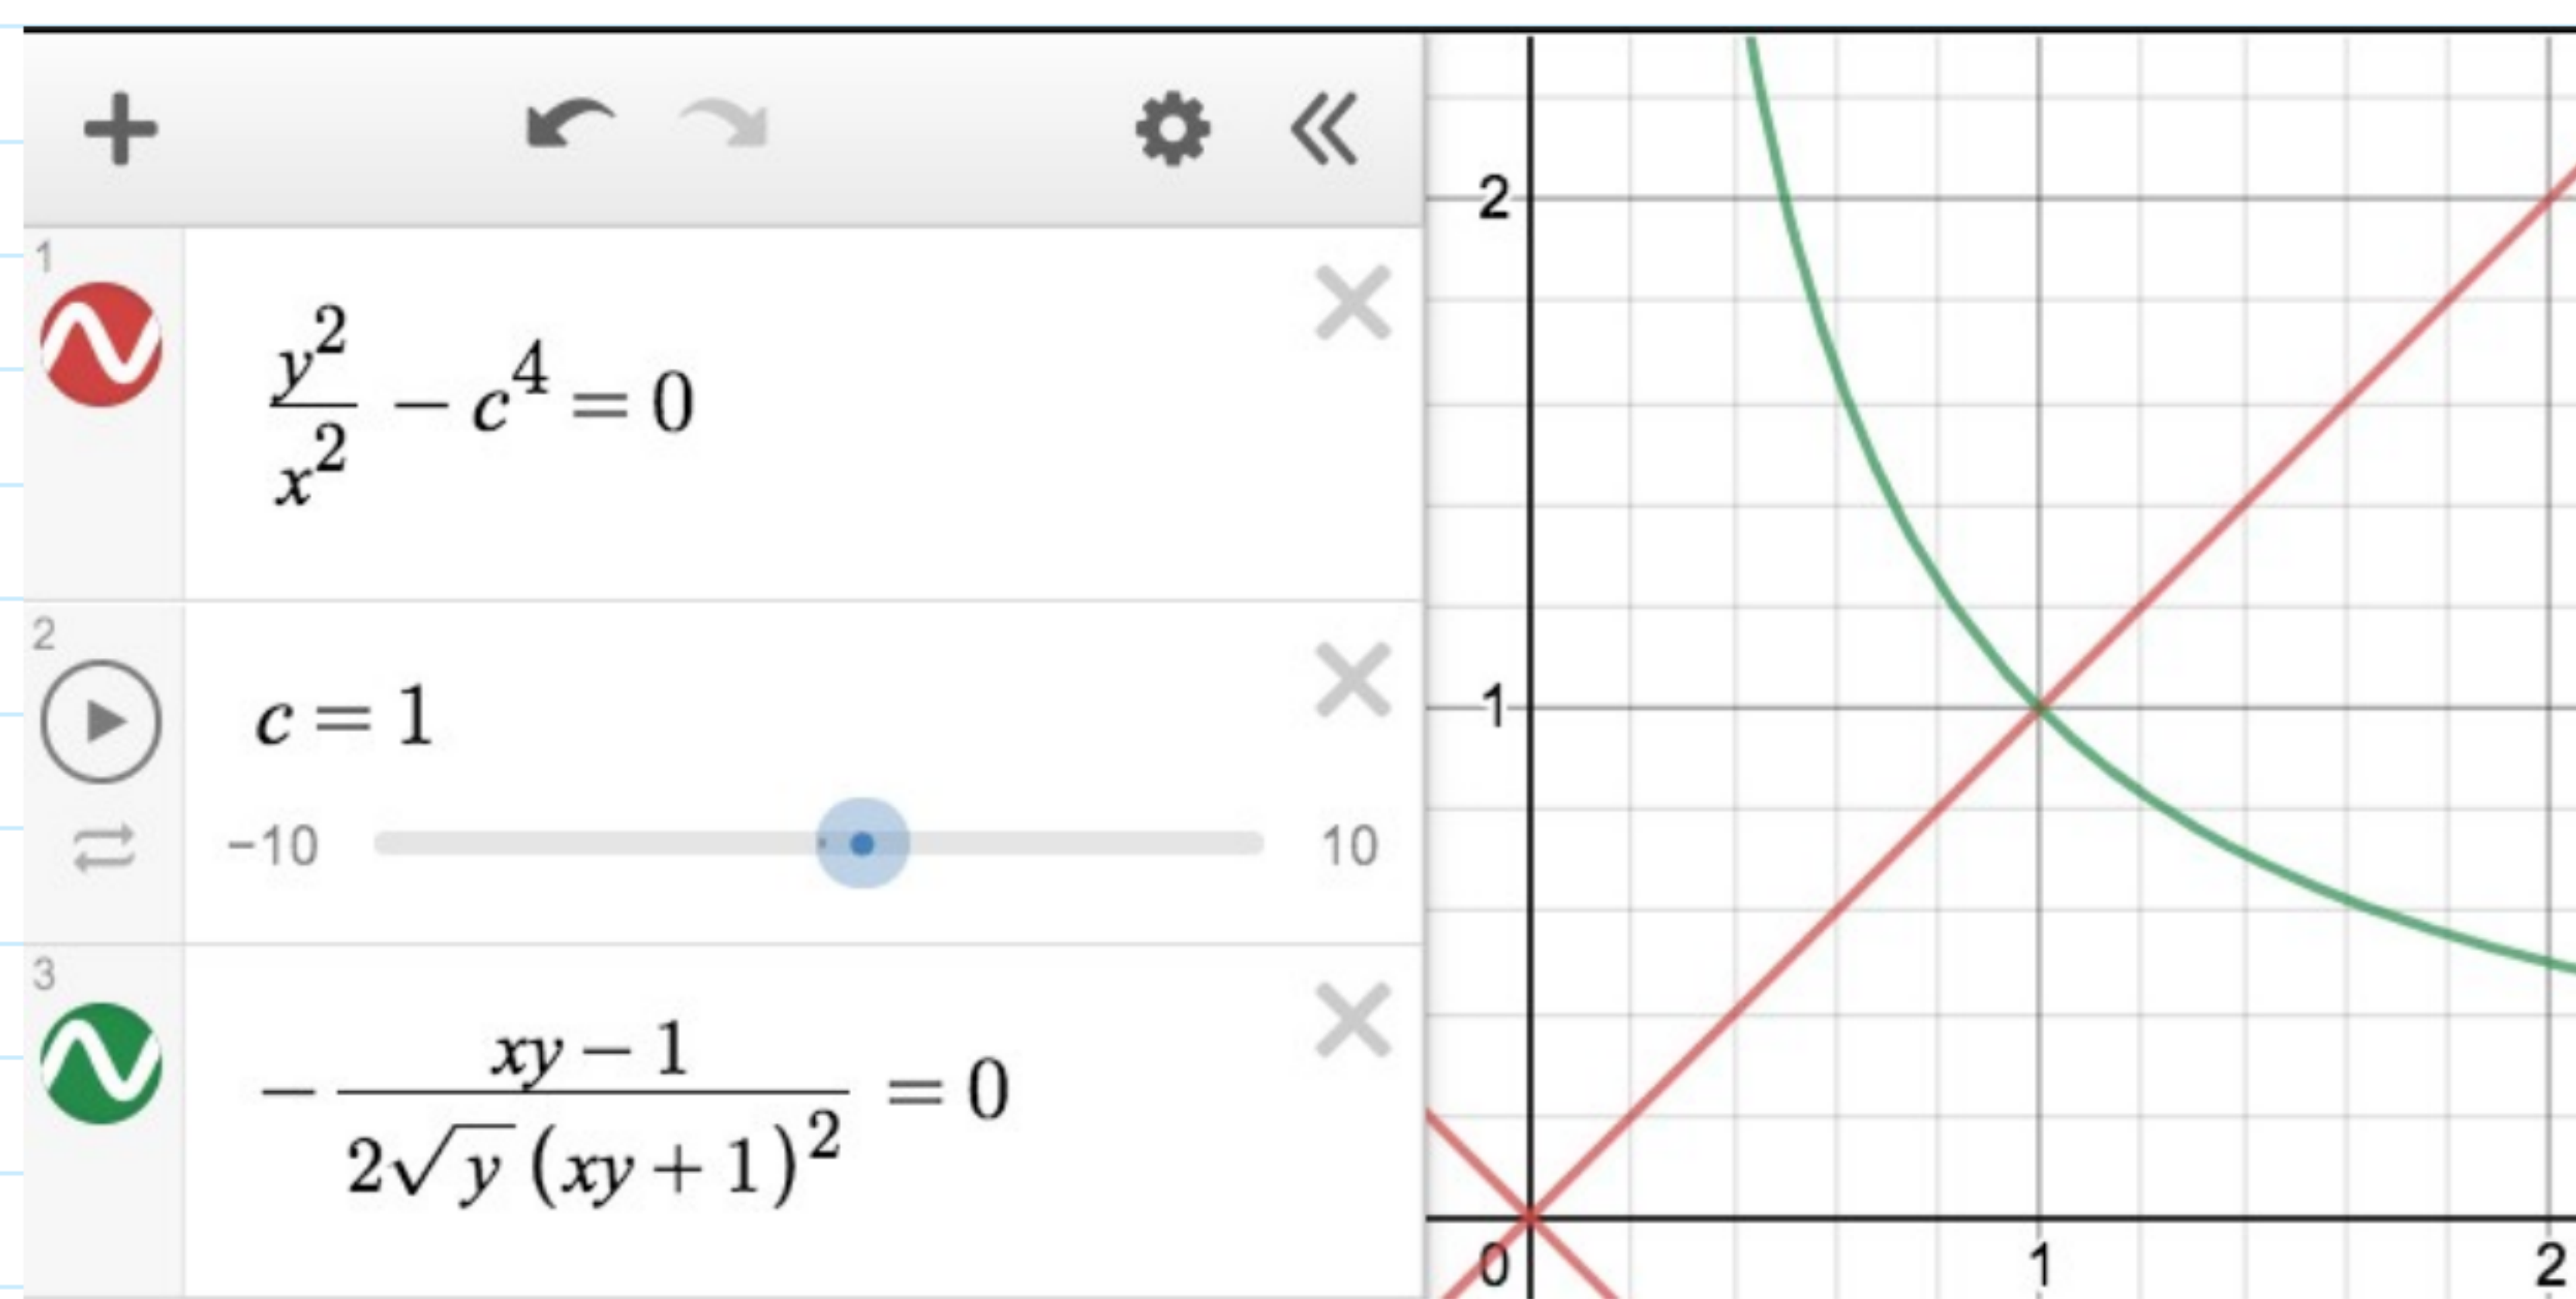 1
y²/x² − c⁴ = 0
2
c = 1
−10 10
3
− (xy − 1)/(2√y (xy + 1)²) = 0
2
1
0 1 2